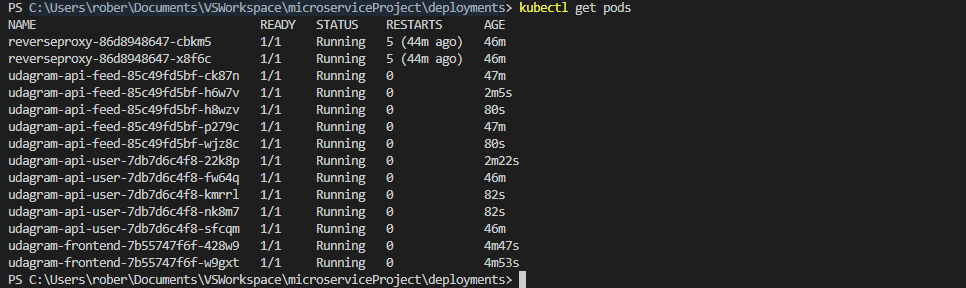 PS C:\Users\rober\Documents\VSWorkspace\microserviceProject\deployments> kubectl get pods
NAME READY STATUS RESTARTS AGE
reverseproxy-86d8948647-cbkm5 1/1 Running 5 (44m ago) 46m
reverseproxy-86d8948647-x8f6c 1/1 Running 5 (44m ago) 46m
udagram-api-feed-85c49fd5bf-ck87n 1/1 Running 0 47m
udagram-api-feed-85c49fd5bf-h6w7v 1/1 Running 0 2m5s
udagram-api-feed-85c49fd5bf-h8wzv 1/1 Running 0 80s
udagram-api-feed-85c49fd5bf-p279c 1/1 Running 0 47m
udagram-api-feed-85c49fd5bf-wjz8c 1/1 Running 0 80s
udagram-api-user-7db7d6c4f8-22k8p 1/1 Running 0 2m22s
udagram-api-user-7db7d6c4f8-fw64q 1/1 Running 0 46m
udagram-api-user-7db7d6c4f8-kmrrl 1/1 Running 0 82s
udagram-api-user-7db7d6c4f8-nk8m7 1/1 Running 0 82s
udagram-api-user-7db7d6c4f8-sfcqm 1/1 Running 0 46m
udagram-frontend-7b55747f6f-428w9 1/1 Running 0 4m47s
udagram-frontend-7b55747f6f-w9gxt 1/1 Running 0 4m53s
PS C:\Users\rober\Documents\VSWorkspace\microserviceProject\deployments>